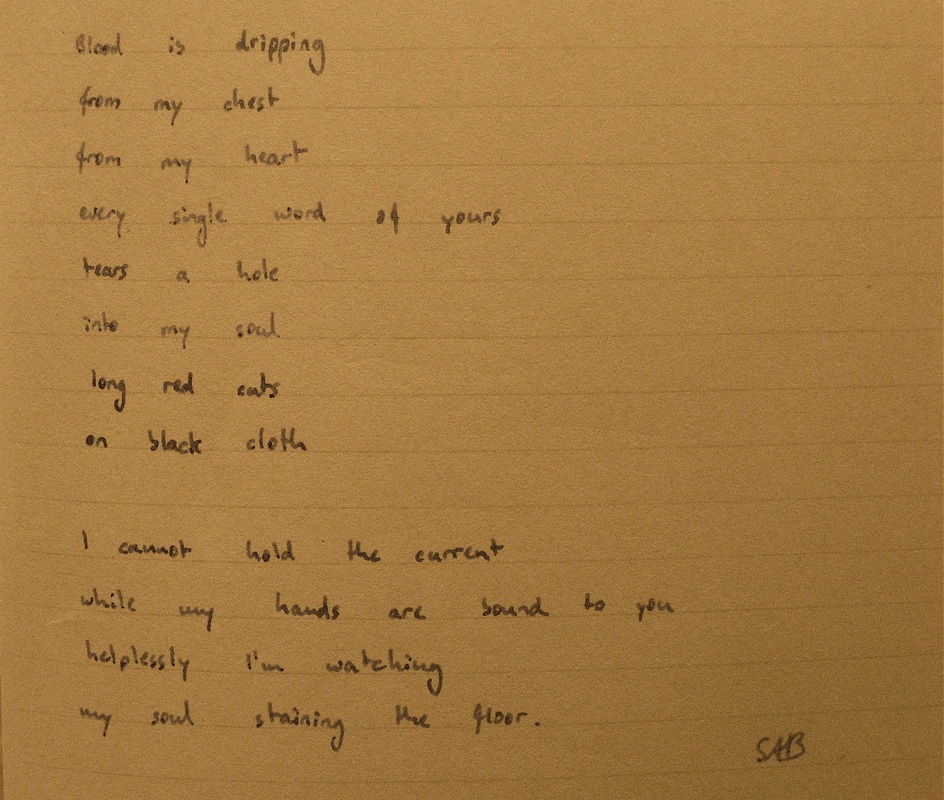 Blood is dripping
from my chest
from my heart
every single word of yours
tears a hole
into my soul
long red cuts
on black cloth
I cannot hold the current
while my hands are bound to you
helplessly I'm watching
my soul staining the floor.
SHB